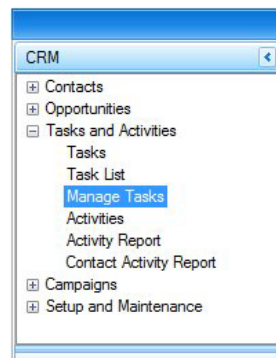 CRM
Contacts
Opportunities
Tasks and Activities
Tasks
Task List
Manage Tasks
Activities
Activity Report
Contact Activity Report
Campaigns
Setup and Maintenance